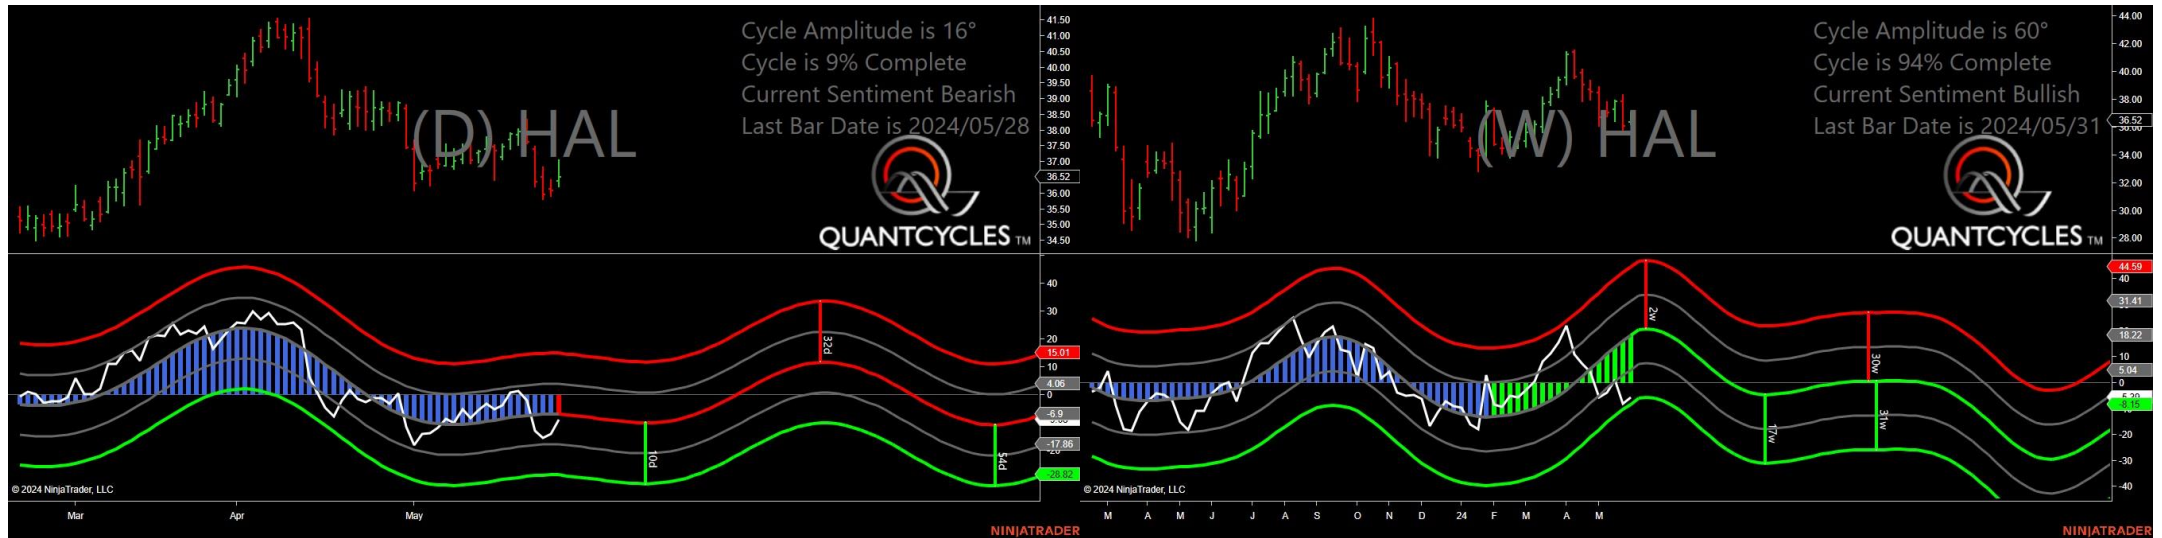 Cycle Amplitude is 16°
Cycle is 9% Complete
Current Sentiment Bearish
Last Bar Date is 2024/05/28
(D) HAL
QUANTCYCLES TM
41.50
41.00
40.50
40.00
39.50
39.00
38.50
38.00
37.50
37.00
36.52
36.00
35.50
35.00
34.50
40
30
20
15.01
10
4.06
0
-6.9
-17.86
-28.82
32d
10d
54d
© 2024 NinjaTrader, LLC
Mar
Apr
May
NINJATRADER
Cycle Amplitude is 60°
Cycle is 94% Complete
Current Sentiment Bullish
Last Bar Date is 2024/05/31
(W) HAL
QUANTCYCLES TM
44.00
42.00
40.00
38.00
36.52
36.00
34.00
32.00
30.00
28.00
44.59
40
31.41
18.22
10
5.04
0
-8.15
-20
-30
-40
2w
30w
17w
31w
© 2024 NinjaTrader, LLC
M A M J J A S O N D 24 F M A M
NINJATRADER